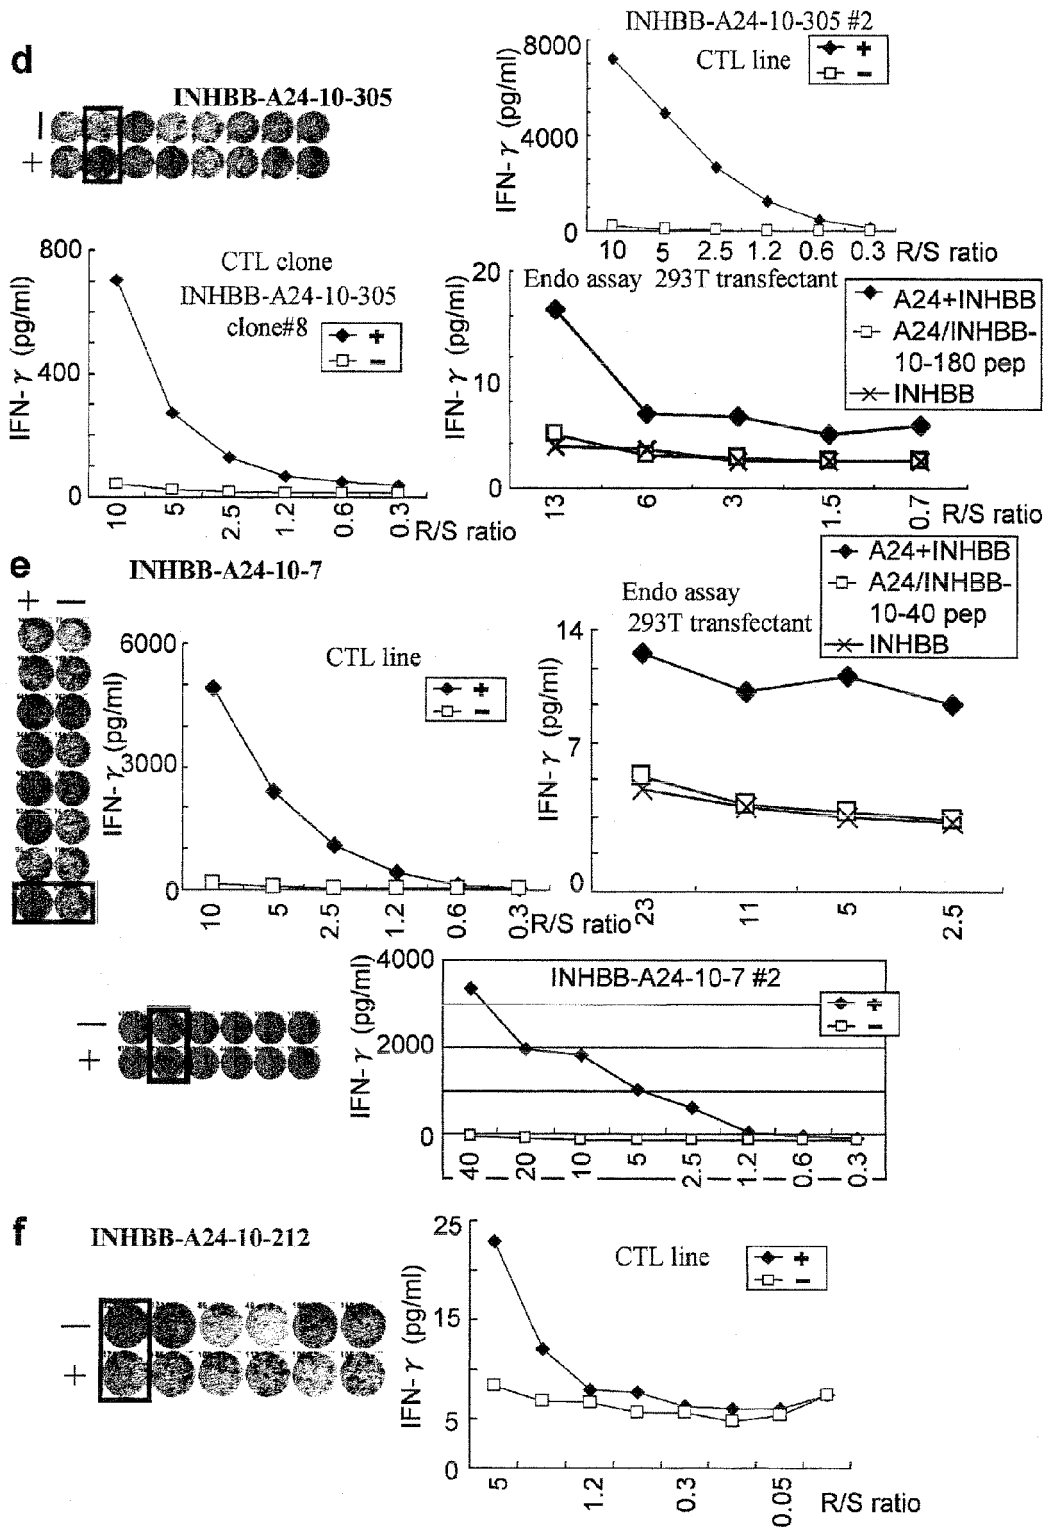 d
INHBB-A24-10-305
—
+
INHBB-A24-10-305 #2
CTL line
+
−
IFN-γ (pg/ml)
8000
4000
0
10 5 2.5 1.2 0.6 0.3 R/S ratio
CTL clone
INHBB-A24-10-305
clone#8
+
−
IFN-γ (pg/ml)
800
400
0
10 5 2.5 1.2 0.6 0.3 R/S ratio
Endo assay 293T transfectant
A24+INHBB
A24/INHBB-
10-180 pep
INHBB
IFN-γ (pg/ml)
20
10
0
13 6 3 1.5 0.7 R/S ratio
e
INHBB-A24-10-7
+ —
CTL line
+
−
IFN-γ (pg/ml)
6000
3000
0
10 5 2.5 1.2 0.6 0.3 R/S ratio
Endo assay
293T transfectant
A24+INHBB
A24/INHBB-
10-40 pep
INHBB
IFN-γ (pg/ml)
14
7
0
23 11 5 2.5
—
+
INHBB-A24-10-7 #2
+
−
IFN-γ (pg/ml)
4000
2000
0
40 20 10 5 2.5 1.2 0.6 0.3
f
INHBB-A24-10-212
—
+
CTL line
+
−
IFN-γ (pg/ml)
25
15
5
0
5 1.2 0.3 0.05 R/S ratio